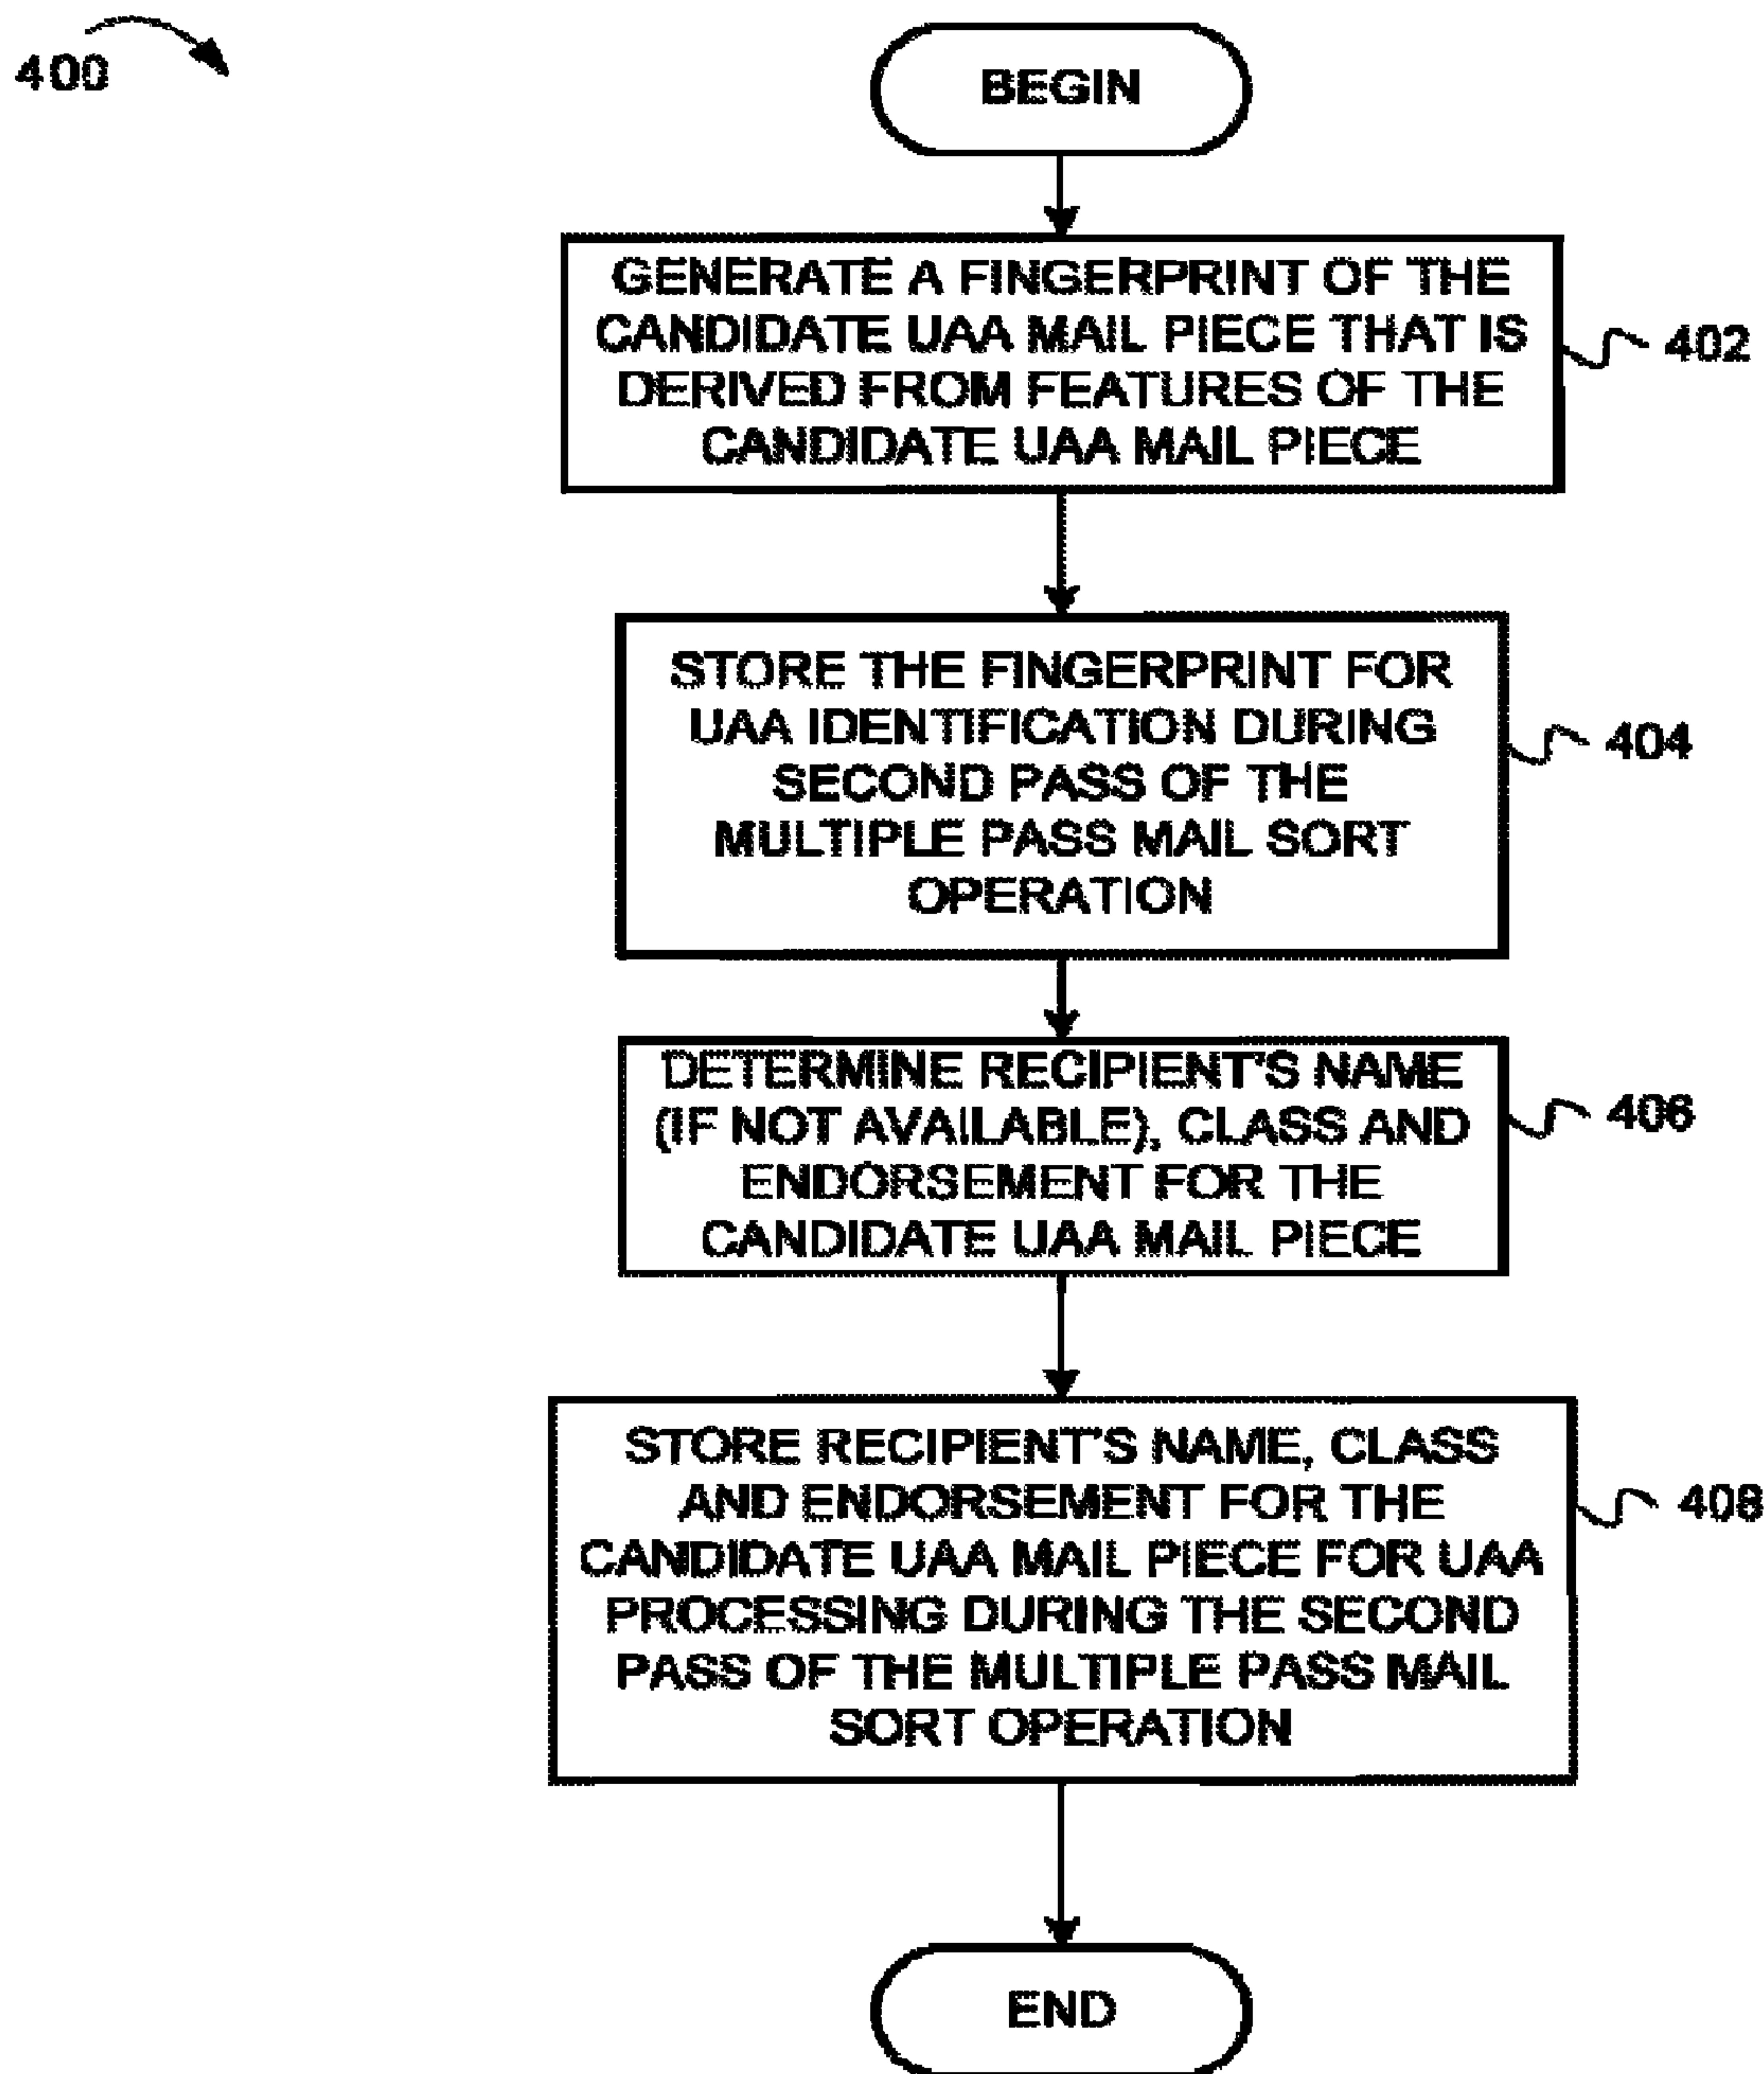 400
BEGIN
GENERATE A FINGERPRINT OF THE
CANDIDATE UAA MAIL PIECE THAT IS
DERIVED FROM FEATURES OF THE
CANDIDATE UAA MAIL PIECE
402
STORE THE FINGERPRINT FOR
UAA IDENTIFICATION DURING
SECOND PASS OF THE
MULTIPLE PASS MAIL SORT
OPERATION
404
DETERMINE RECIPIENT'S NAME
(IF NOT AVAILABLE), CLASS AND
ENDORSEMENT FOR THE
CANDIDATE UAA MAIL PIECE
406
STORE RECIPIENT'S NAME, CLASS
AND ENDORSEMENT FOR THE
CANDIDATE UAA MAIL PIECE FOR UAA
PROCESSING DURING THE SECOND
PASS OF THE MULTIPLE PASS MAIL
SORT OPERATION
408
END